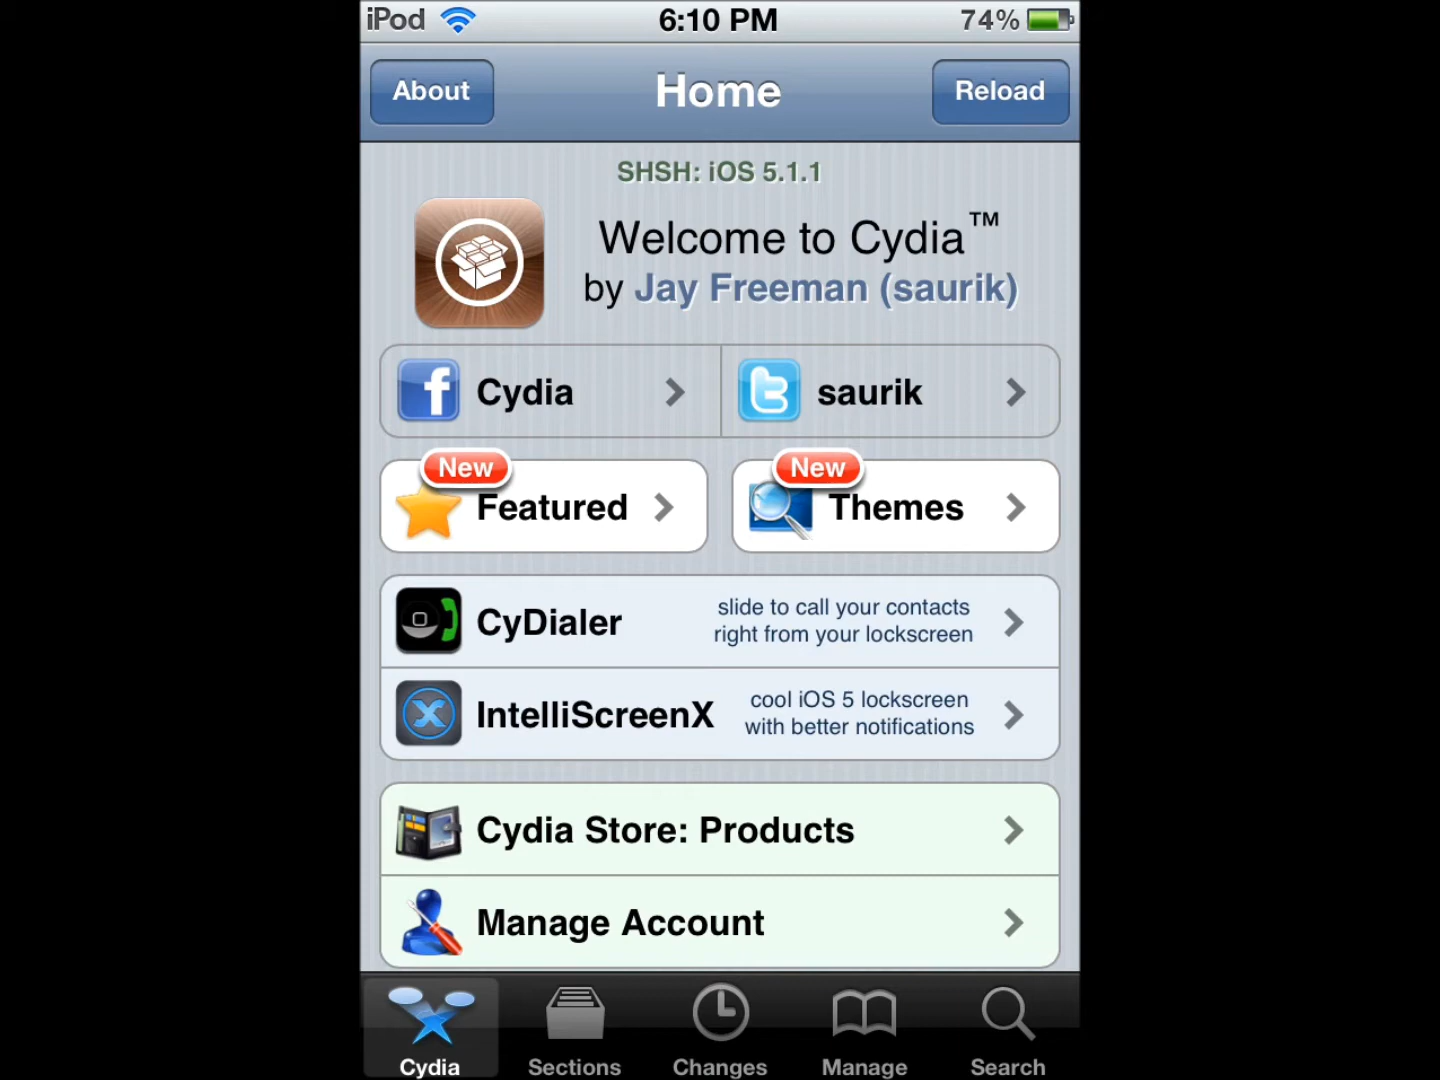 iPod 6:10 PM 74%
About Home Reload
SHSH: iOS 5.1.1
Welcome to Cydia™
by Jay Freeman (saurik)
Cydia saurik
New New
Featured Themes
CyDialer slide to call your contacts
right from your lockscreen
IntelliScreenX cool iOS 5 lockscreen
with better notifications
Cydia Store: Products
Manage Account
Cydia Sections Changes Manage Search